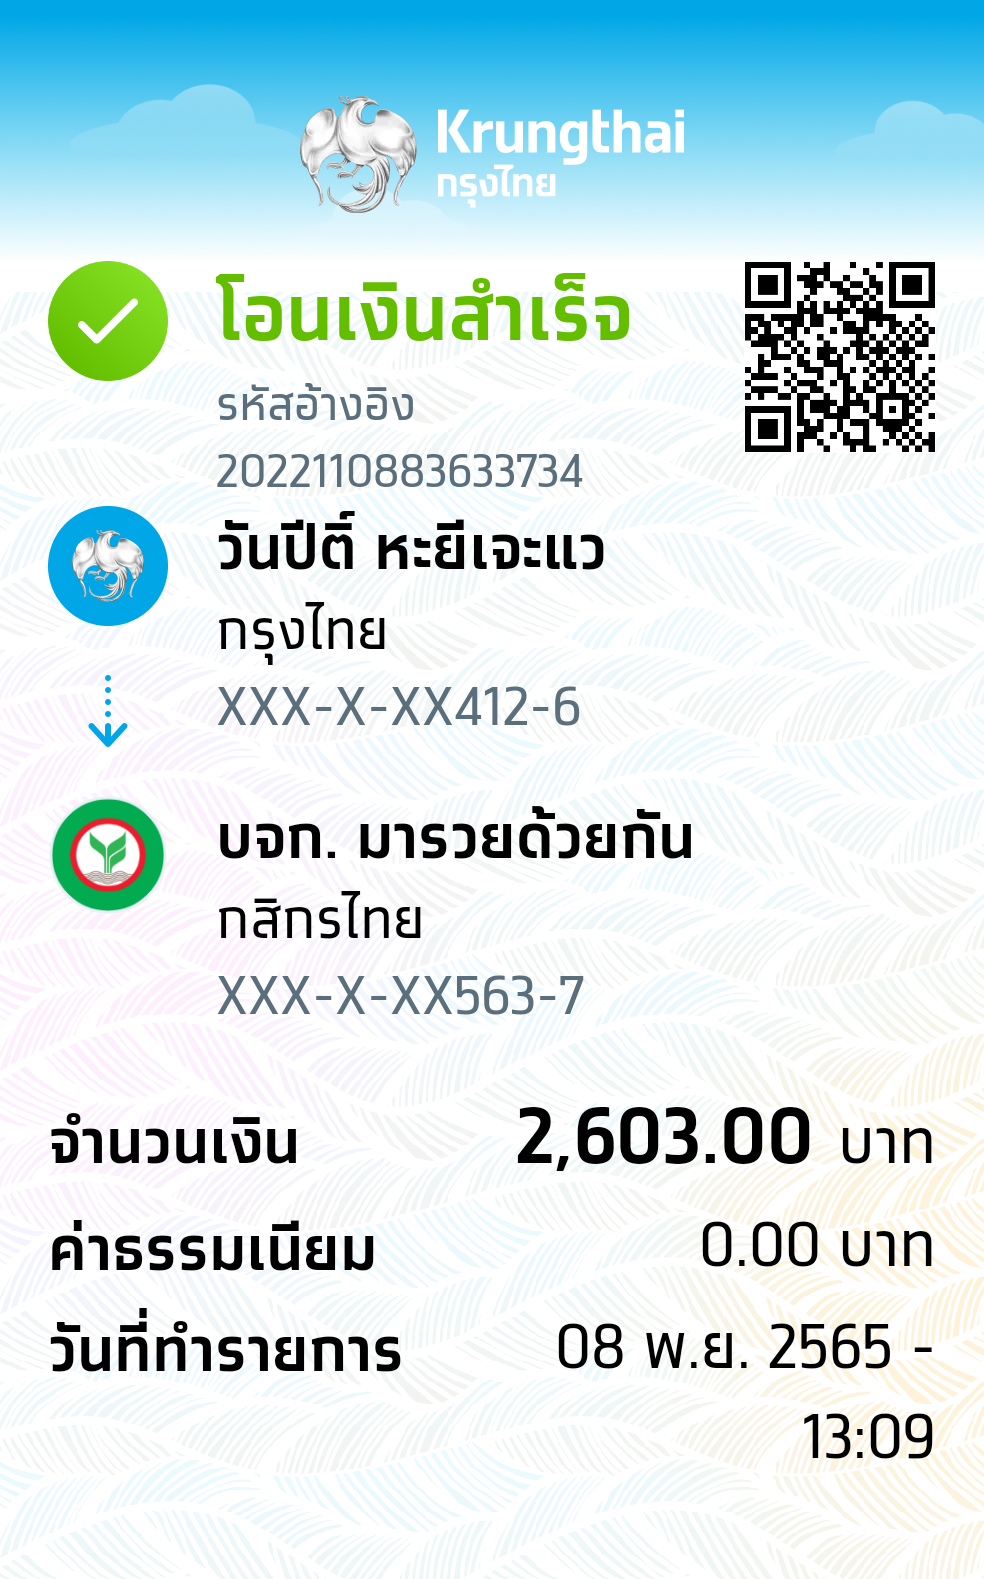 Krungthai
กรุงไทย
โอนเงินสำเร็จ
รหัสอ้างอิง
2022110883633734
วันปีติ์ หะยีเจะแว
กรุงไทย
XXX-X-XX412-6
บจก. มารวยด้วยกัน
กสิกรไทย
XXX-X-XX563-7
จำนวนเงิน 2,603.00 บาท
ค่าธรรมเนียม 0.00 บาท
วันที่ทำรายการ 08 พ.ย. 2565 -
13:09